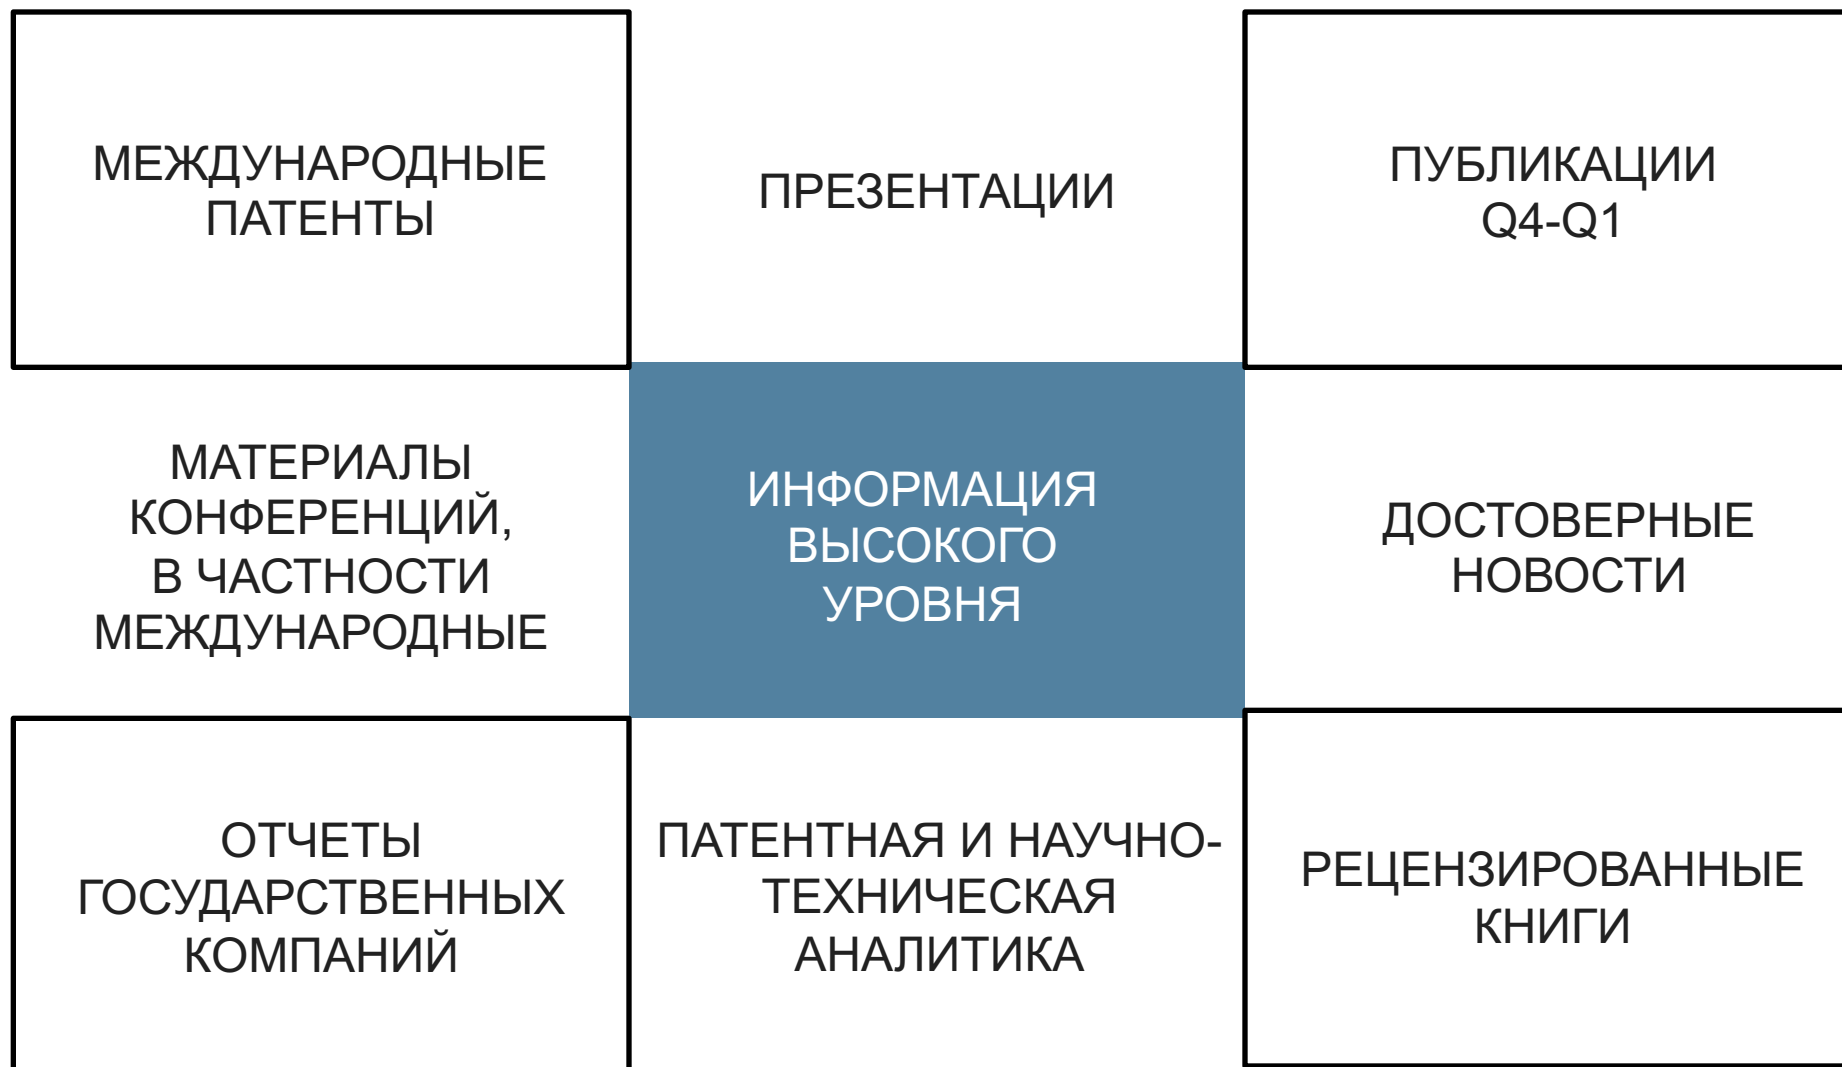 МЕЖДУНАРОДНЫЕ
ПАТЕНТЫ
ПРЕЗЕНТАЦИИ
ПУБЛИКАЦИИ
Q4-Q1
МАТЕРИАЛЫ
КОНФЕРЕНЦИЙ,
В ЧАСТНОСТИ
МЕЖДУНАРОДНЫЕ
ИНФОРМАЦИЯ
ВЫСОКОГО
УРОВНЯ
ДОСТОВЕРНЫЕ
НОВОСТИ
ОТЧЕТЫ
ГОСУДАРСТВЕННЫХ
КОМПАНИЙ
ПАТЕНТНАЯ И НАУЧНО-
ТЕХНИЧЕСКАЯ
АНАЛИТИКА
РЕЦЕНЗИРОВАННЫЕ
КНИГИ